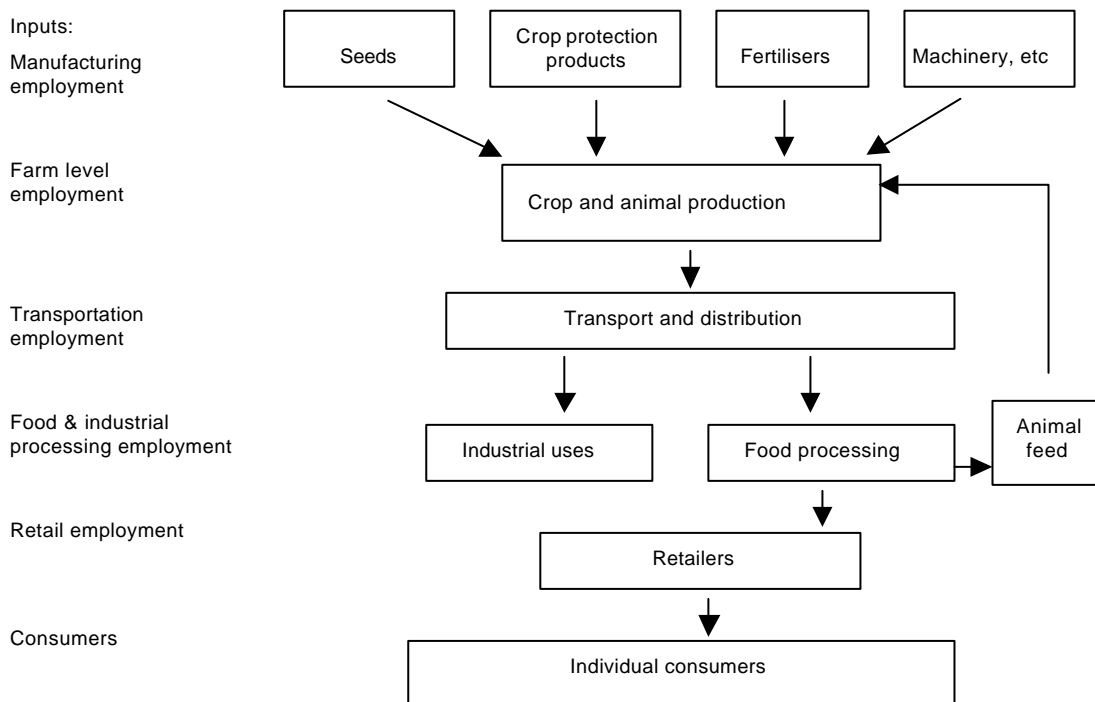 Inputs:
Manufacturing
employment
Seeds
Crop protection
products
Fertilisers
Machinery, etc
Farm level
employment
Crop and animal production
Transportation
employment
Transport and distribution
Food & industrial
processing employment
Industrial uses
Food processing
Animal
feed
Retail employment
Retailers
Consumers
Individual consumers